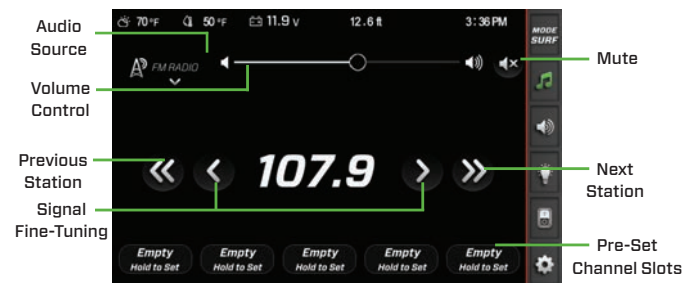 70°F 50°F 11.9 V 12.6 ft 3:36 PM
MODE
SURF
Audio
Source
FM RADIO
Mute
Volume
Control
Previous
Station
107.9
Next
Station
Signal
Fine-Tuning
Empty Empty Empty Empty Empty
Hold to Set Hold to Set Hold to Set Hold to Set Hold to Set
Pre-Set
Channel Slots